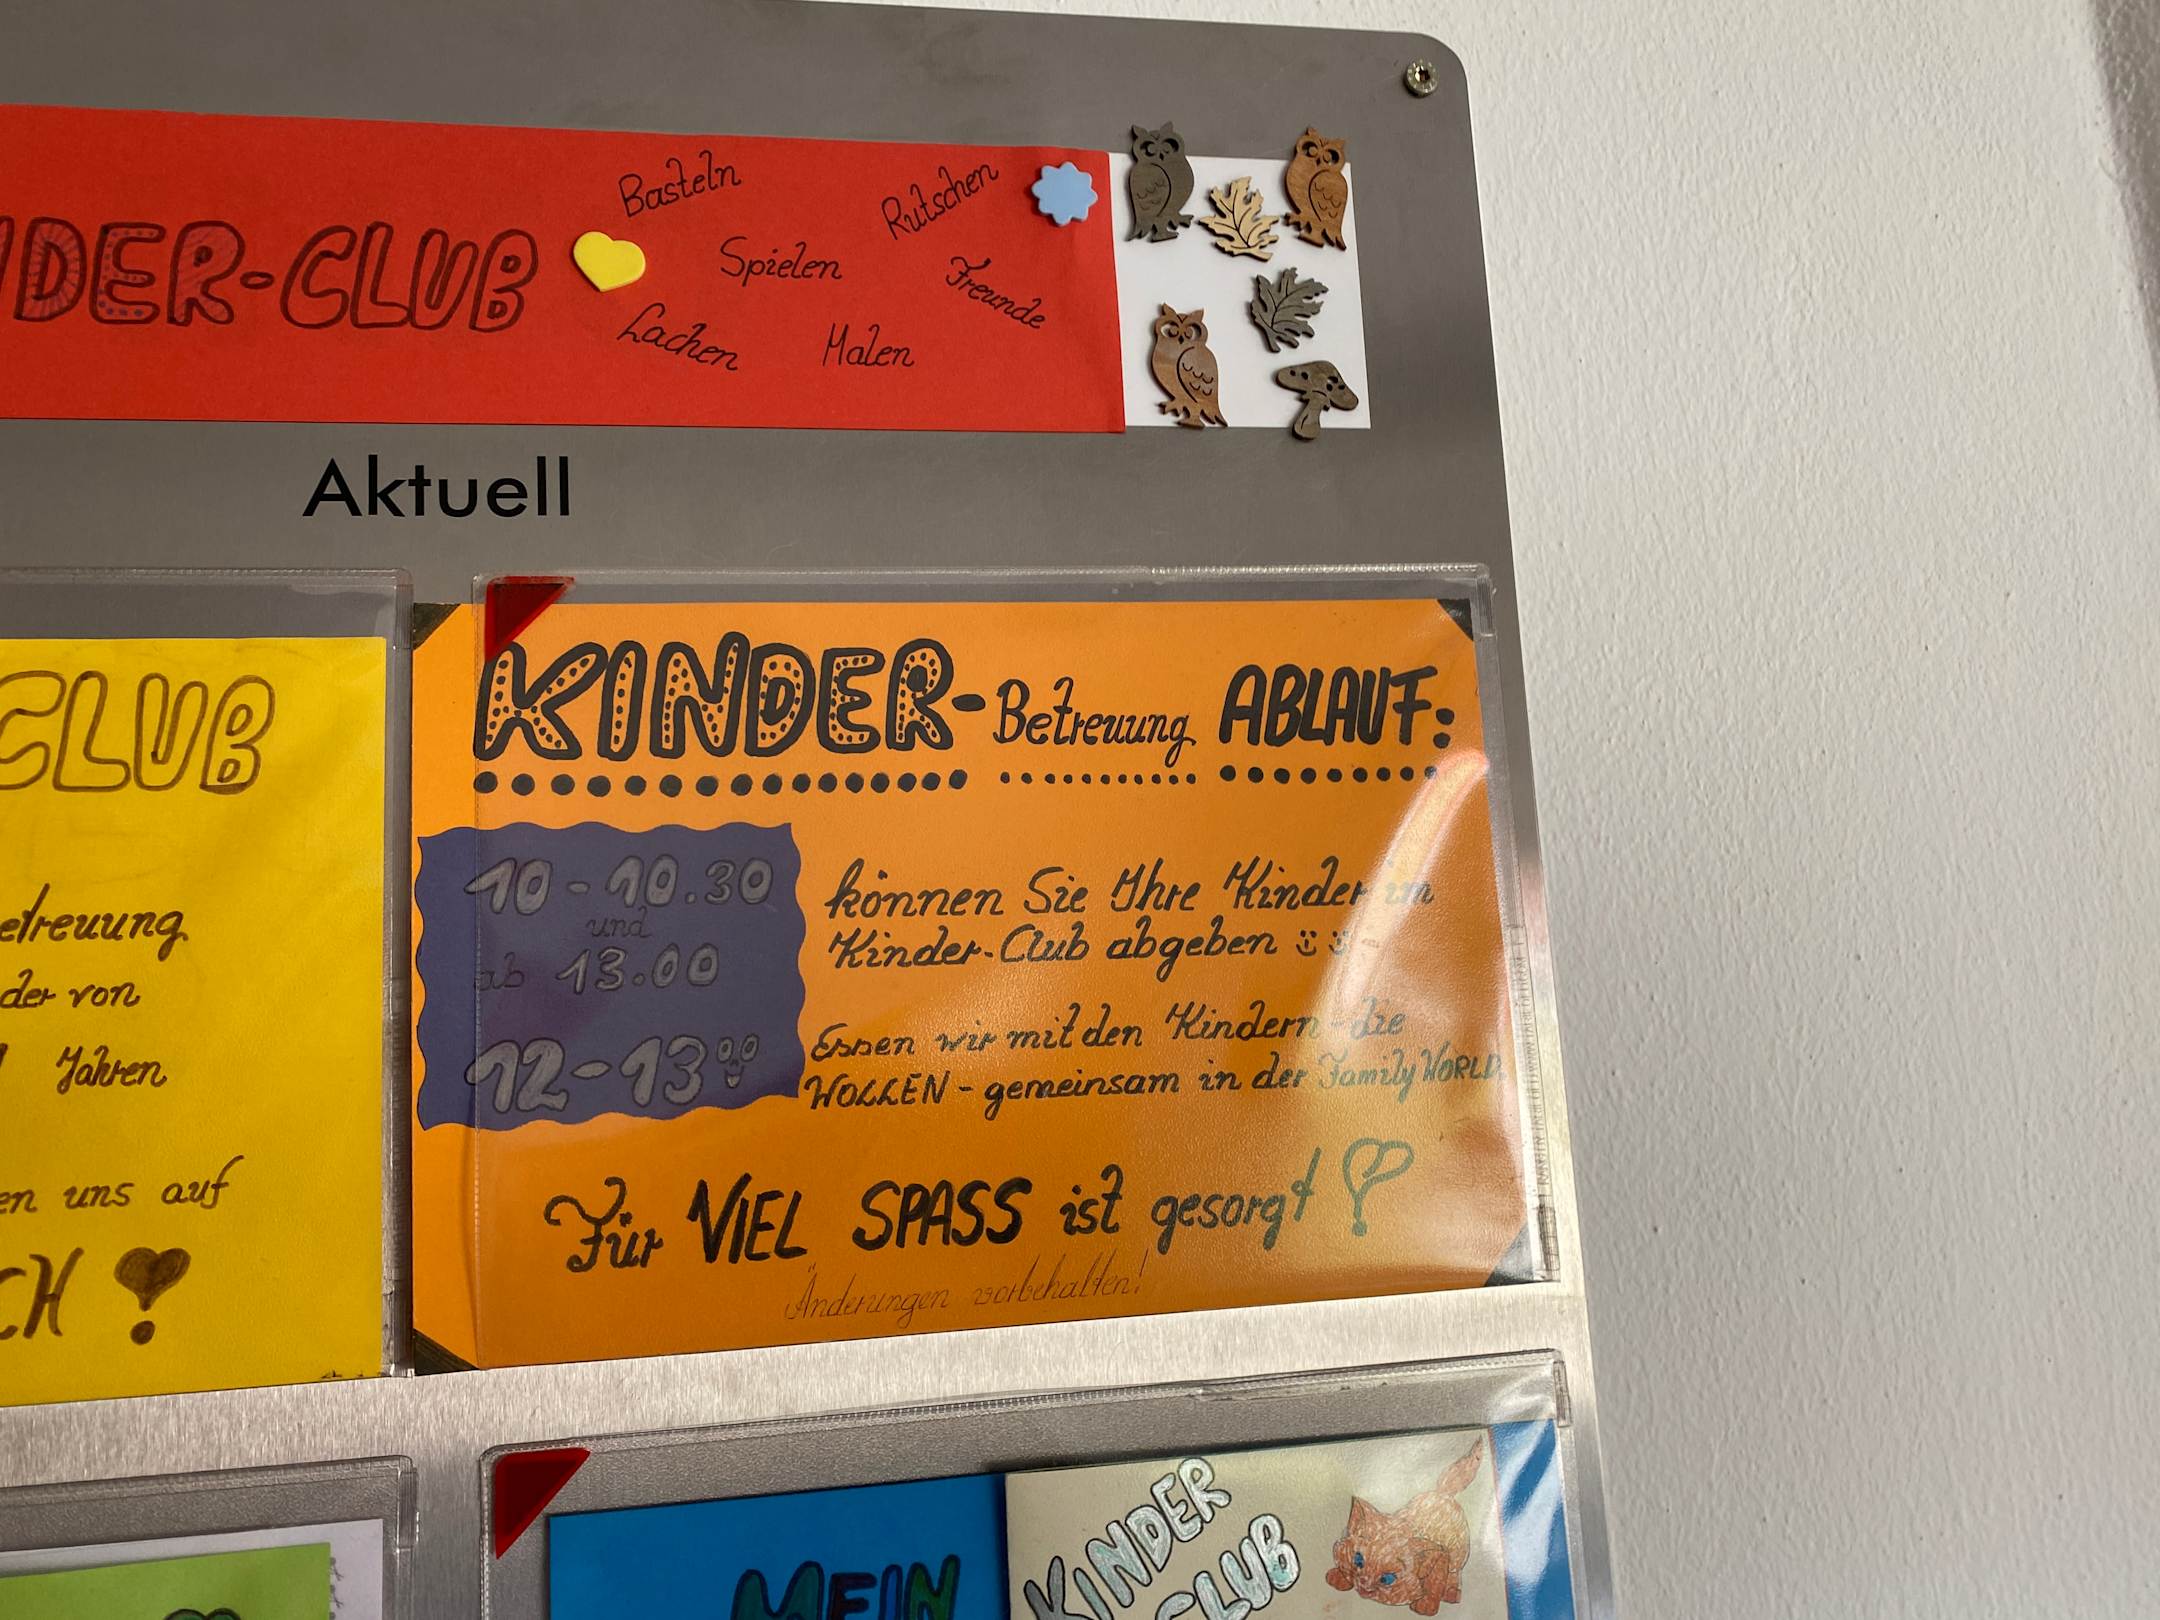 NDER-CLUB
Basteln
Rutschen
Spielen
Freunde
Lachen
Malen
Aktuell
CLUB
etreuung
der von
Jahren
en uns auf
CH!
KINDER-Betreuung ABLAUF:
10-10.30
und
ab 13.00
können Sie Ihre Kinder im
Kinder-Club abgeben
12-13⁰⁰
Essen wir mit den Kindern - die
WOLLEN - gemeinsam in der Family WORLD.
Für VIEL SPASS ist gesorgt!
Änderungen vorbehalten!
MEIN
KINDER
CLUB